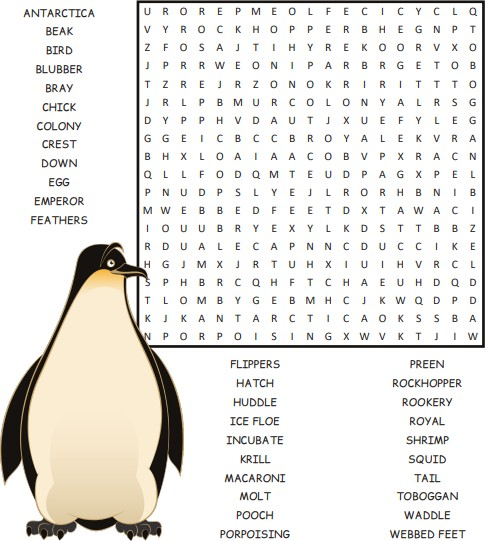 ANTARCTICA
BEAK
BIRD
BLUBBER
BRAY
CHICK
COLONY
CREST
DOWN
EGG
EMPEROR
FEATHERS
U R O R E P M E O L F E C I C Y C L Q
V Y R O C K H O P P E R B H E G N P T
Z F O S A J T I H Y R E K O O R V X O
J P R R W E O N I P A R B R G E T O B
T Z R E J R Z O N O K R I R I T T T O
J R L P B M U R C O L O N Y A L R S G
D Y P P H V D A U T J X U E F Y L E G
G G E I C B C C B R O Y A L E K V R A
B H X L O A I A A C O B V P X R A C N
Q L L F O D Q M T E U D P A G X P E L
P N U D P S L Y E J L R O R H B N I B
M W E B B E D F E E T D X T A W A C I
I O U U B R Y E X Y L K D S T T B B Z
R D U A L E C A P N N C D U C C I K E
H G J M X J R T U H X I U I H V R C L
S P H B R C Q H F T C H A E U H D Q D
T L O M B Y G E B M H C J K W Q D P D
K J K A N T A R C T I C A O K S S B A
N P O R P O I S I N G X W V K T J I W
FLIPPERS
HATCH
HUDDLE
ICE FLOE
INCUBATE
KRILL
MACARONI
MOLT
POOCH
PORPOISING
PREEN
ROCKHOPPER
ROOKERY
ROYAL
SHRIMP
SQUID
TAIL
TOBOGGAN
WADDLE
WEBBED FEET